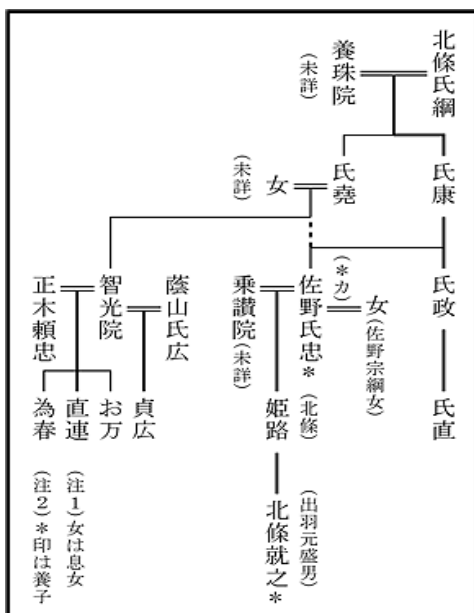 北條氏綱
養珠院
(未詳)
氏康
氏堯
女
(未詳)
氏政
氏直
女(佐野宗綱女)
(*カ)
佐野氏忠*(北條)
乗讃院(未詳)
姫路
北條就之*
(出羽元盛男)
蔭山氏広
智光院
正木頼忠
貞広
お万
直連
為春
(注1)女は息女
(注2)*印は養子